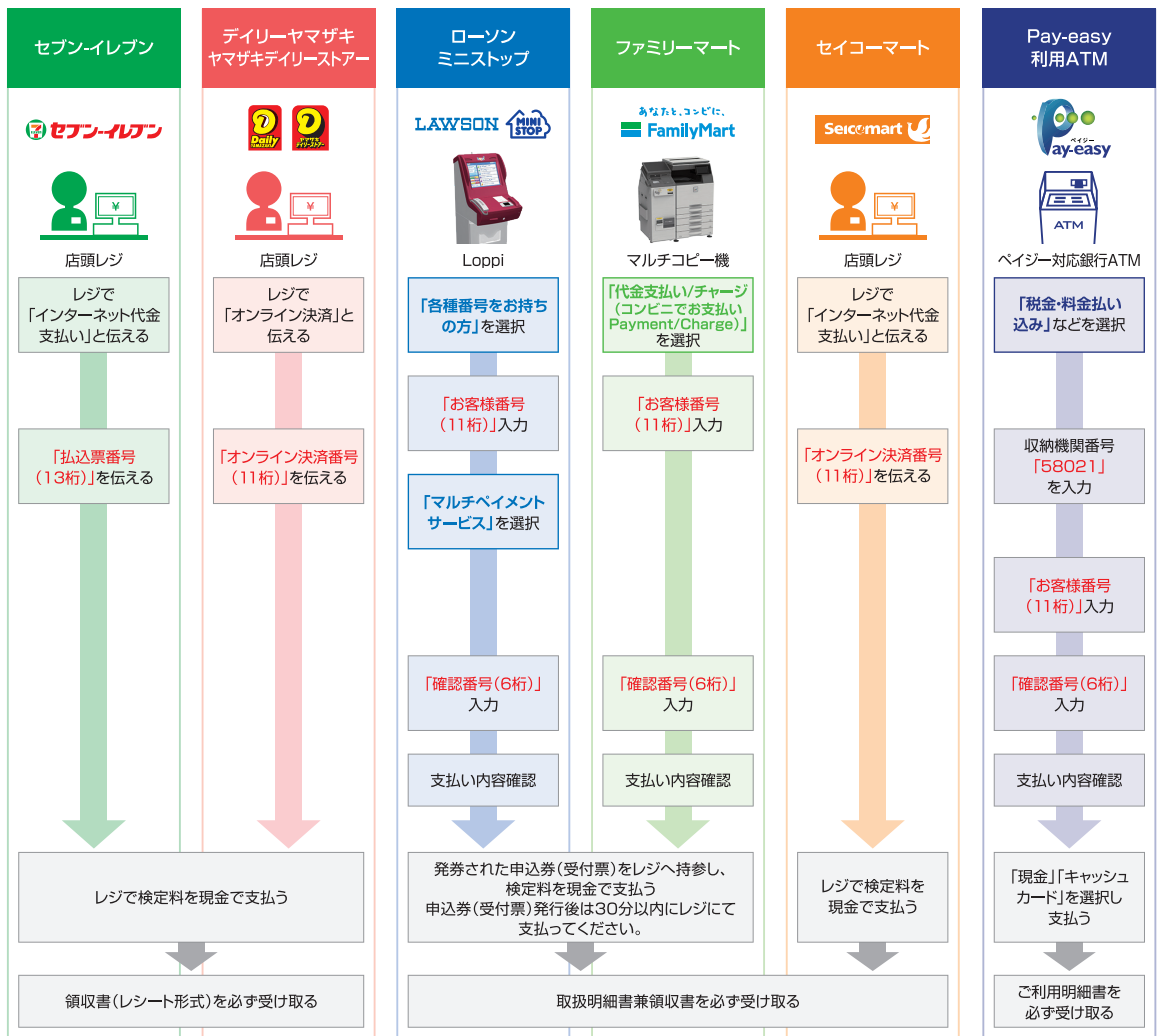 セブン-イレブン
デイリーヤマザキ
ヤマザキデイリーストアー
ローソン
ミニストップ
ファミリーマート
セイコーマート
Pay-easy
利用ATM
セブン-イレブン
Daily
YAMAZAKI
ヤマザキ
デイリーストアー
LAWSON
MINI
STOP
あなたと、コンビに、
FamilyMart
Seicomart
ペイジー
Pay-easy
¥
¥
¥
ATM
店頭レジ
店頭レジ
Loppi
マルチコピー機
店頭レジ
ペイジー対応銀行ATM
レジで
「インターネット代金
支払い」と伝える
レジで
「オンライン決済」と
伝える
「各種番号をお持ち
の方」を選択
「代金支払い/チャージ
(コンビニでお支払い
Payment/Charge)」
を選択
レジで
「インターネット代金
支払い」と伝える
「税金・料金払い
込み」などを選択
「お客様番号
(11桁)」入力
「お客様番号
(11桁)」入力
「払込票番号
(13桁)」を伝える
「オンライン決済番号
(11桁)」を伝える
「マルチペイメント
サービス」を選択
「オンライン決済番号
(11桁)」を伝える
収納機関番号
「58021」
を入力
「お客様番号
(11桁)」入力
「確認番号(6桁)」
入力
「確認番号(6桁)」
入力
「確認番号(6桁)」
入力
支払い内容確認
支払い内容確認
支払い内容確認
レジで検定料を現金で支払う
発券された申込券(受付票)をレジへ持参し、
検定料を現金で支払う
申込券(受付票)発行後は30分以内にレジにて
支払ってください。
レジで検定料を
現金で支払う
「現金」「キャッシュ
カード」を選択し
支払う
領収書(レシート形式)を必ず受け取る
取扱明細書兼領収書を必ず受け取る
ご利用明細書を
必ず受け取る